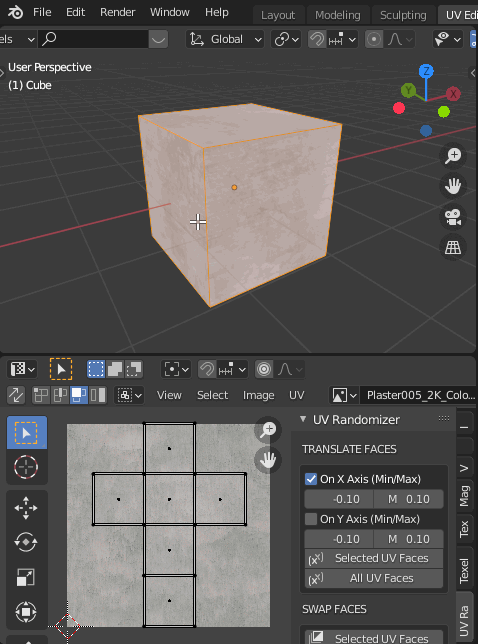 File Edit Render Window Help Layout Modeling Sculpting UV Edi
els Global
User Perspective
(1) Cube
Z
Y X
View Select Image UV Plaster005_2K_Colo...
UV Randomizer
TRANSLATE FACES
On X Axis (Min/Max)
-0.10 M 0.10
On Y Axis (Min/Max)
-0.10 M 0.10
(x) Selected UV Faces
(x) All UV Faces
SWAP FACES
Selected UV Faces
I
V
Mag
Tex
Texel
UV Ra